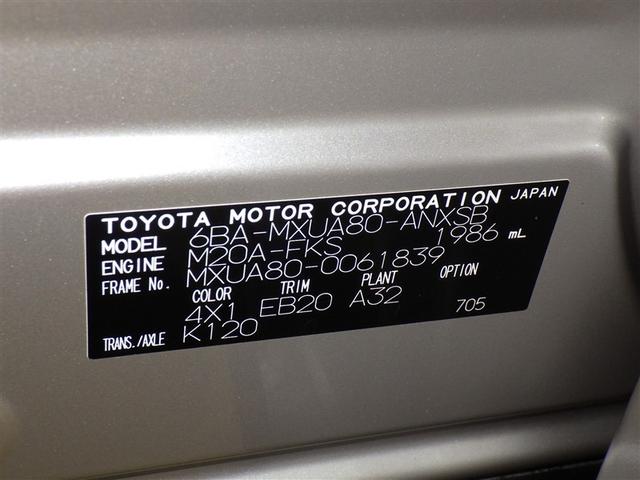 TOYOTA MOTOR CORPORATION JAPAN
MODEL 6BA-MXUA80-ANXSB
ENGINE M20A-FKS 1986 mL
FRAME No. MXUA80-0061839
COLOR TRIM PLANT OPTION
4X1 EB20 A32 705
TRANS./AXLE K120